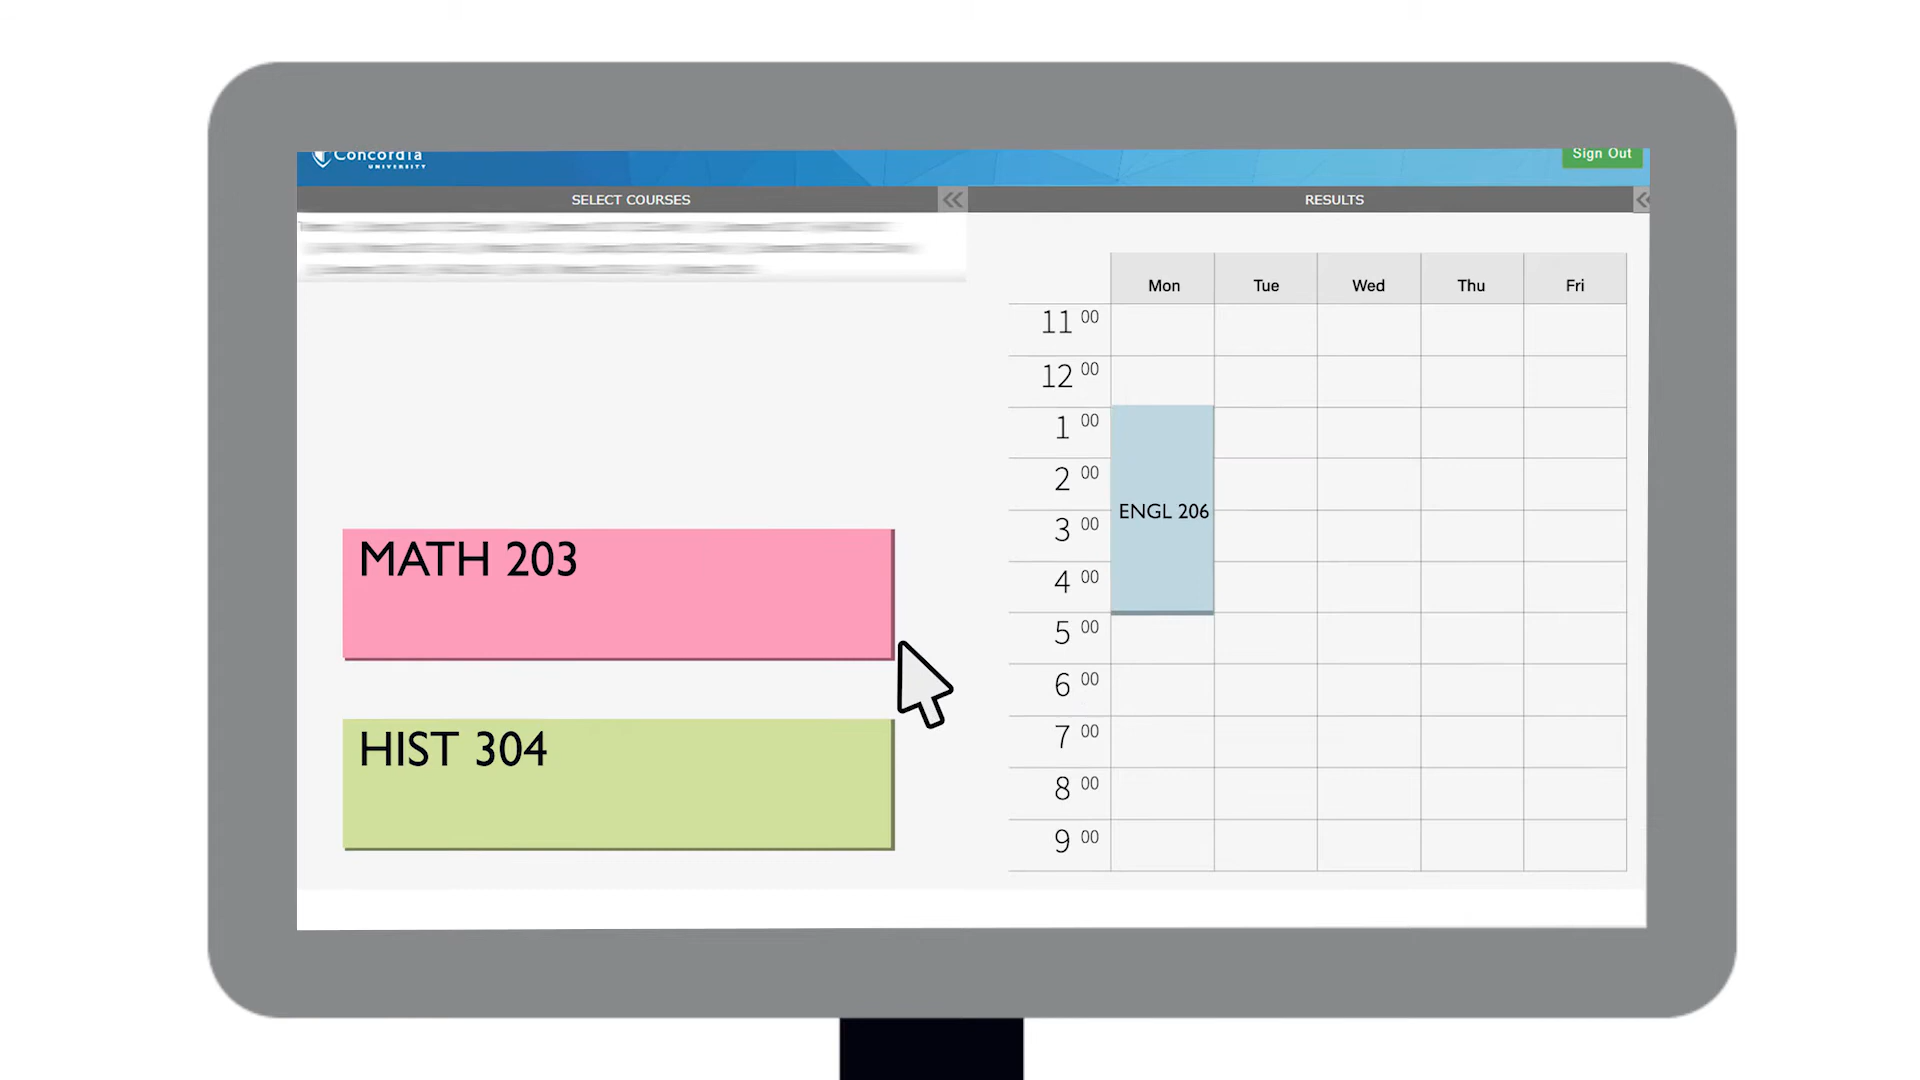 Concordia
UNIVERSITY
Sign Out
SELECT COURSES
RESULTS
Mon Tue Wed Thu Fri
11 00
12 00
1 00
2 00
3 00
4 00
5 00
6 00
7 00
8 00
9 00
ENGL 206
MATH 203
HIST 304